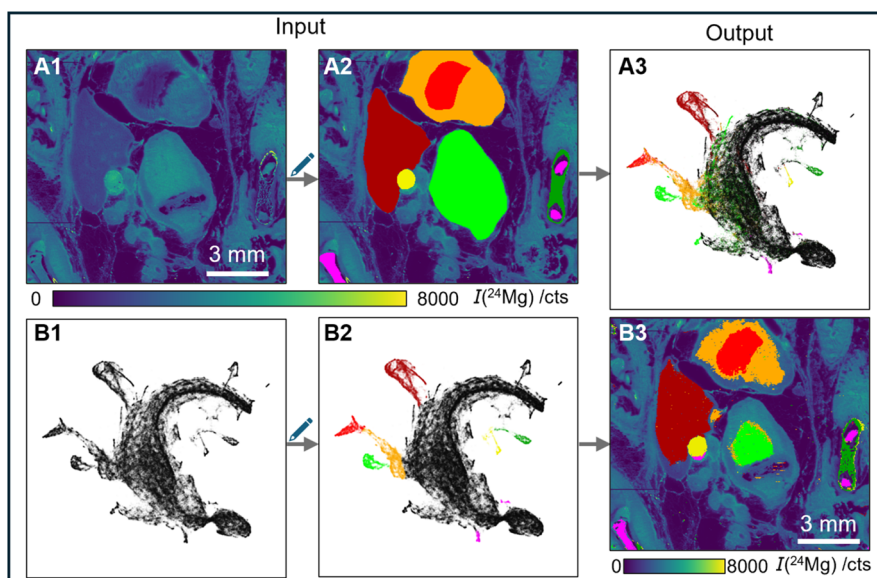 Input
Output
A1
A2
A3
3 mm
0
8000
I(²⁴Mg) /cts
B1
B2
B3
3 mm
0
8000
I(²⁴Mg) /cts